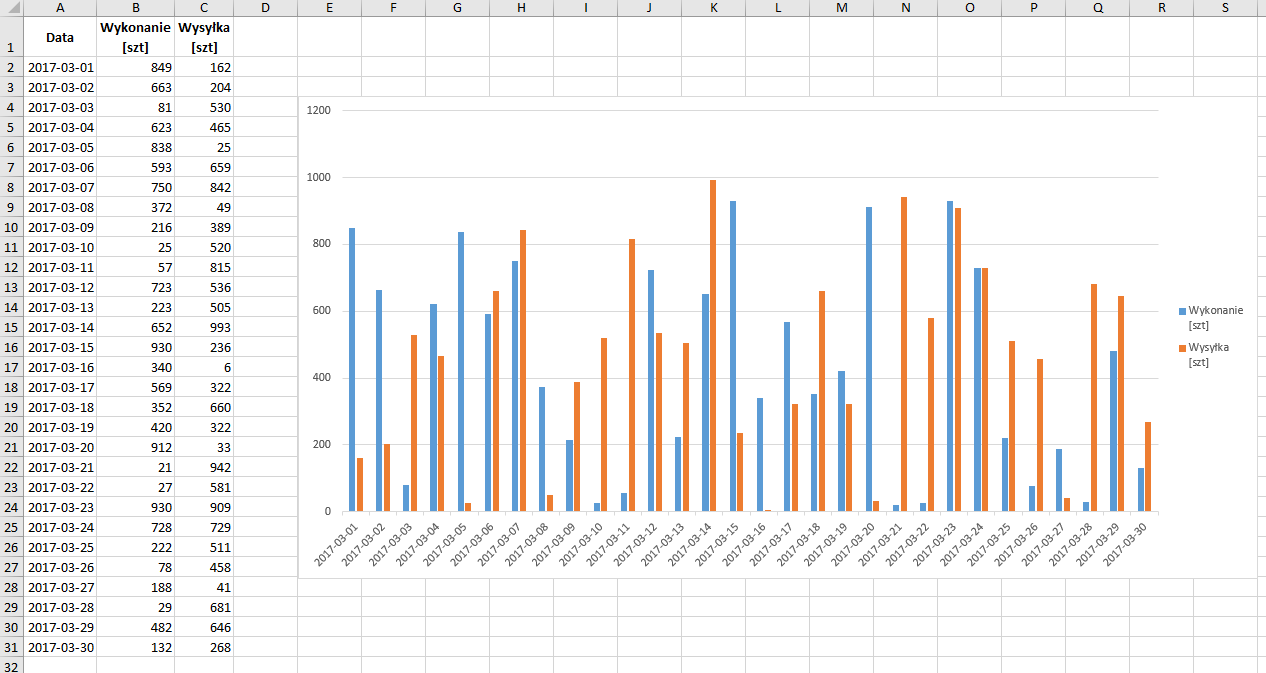 A B C D E F G H I J K L M N O P Q R S
Wykonanie Wysyłka
1 Data [szt] [szt]
2 2017-03-01 849 162
3 2017-03-02 663 204
4 2017-03-03 81 530
5 2017-03-04 623 465
6 2017-03-05 838 25
7 2017-03-06 593 659
8 2017-03-07 750 842
9 2017-03-08 372 49
10 2017-03-09 216 389
11 2017-03-10 25 520
12 2017-03-11 57 815
13 2017-03-12 723 536
14 2017-03-13 223 505
15 2017-03-14 652 993
16 2017-03-15 930 236
17 2017-03-16 340 6
18 2017-03-17 569 322
19 2017-03-18 352 660
20 2017-03-19 420 322
21 2017-03-20 912 33
22 2017-03-21 21 942
23 2017-03-22 27 581
24 2017-03-23 930 909
25 2017-03-24 728 729
26 2017-03-25 222 511
27 2017-03-26 78 458
28 2017-03-27 188 41
29 2017-03-28 29 681
30 2017-03-29 482 646
31 2017-03-30 132 268
32
1200
1000
800
600
400
200
0
2017-03-01 2017-03-02 2017-03-03 2017-03-04 2017-03-05 2017-03-06 2017-03-07 2017-03-08 2017-03-09 2017-03-10 2017-03-11 2017-03-12 2017-03-13 2017-03-14 2017-03-15 2017-03-16 2017-03-17 2017-03-18 2017-03-19 2017-03-20 2017-03-21 2017-03-22 2017-03-23 2017-03-24 2017-03-25 2017-03-26 2017-03-27 2017-03-28 2017-03-29 2017-03-30
Wykonanie
[szt]
Wysyłka
[szt]